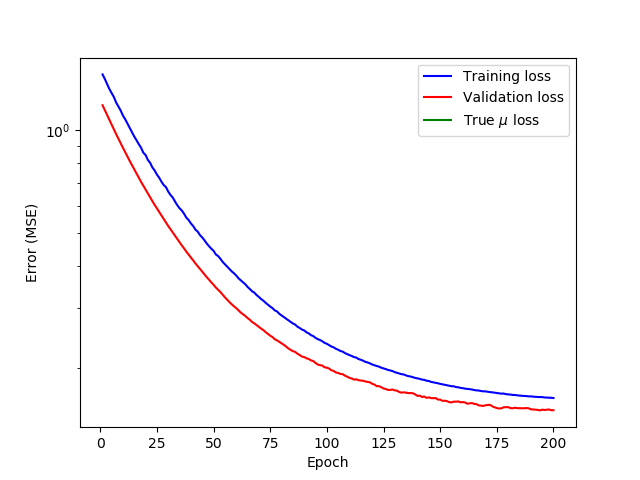 Training loss
Validation loss
True μ loss
10⁰
Error (MSE)
0 25 50 75 100 125 150 175 200
Epoch